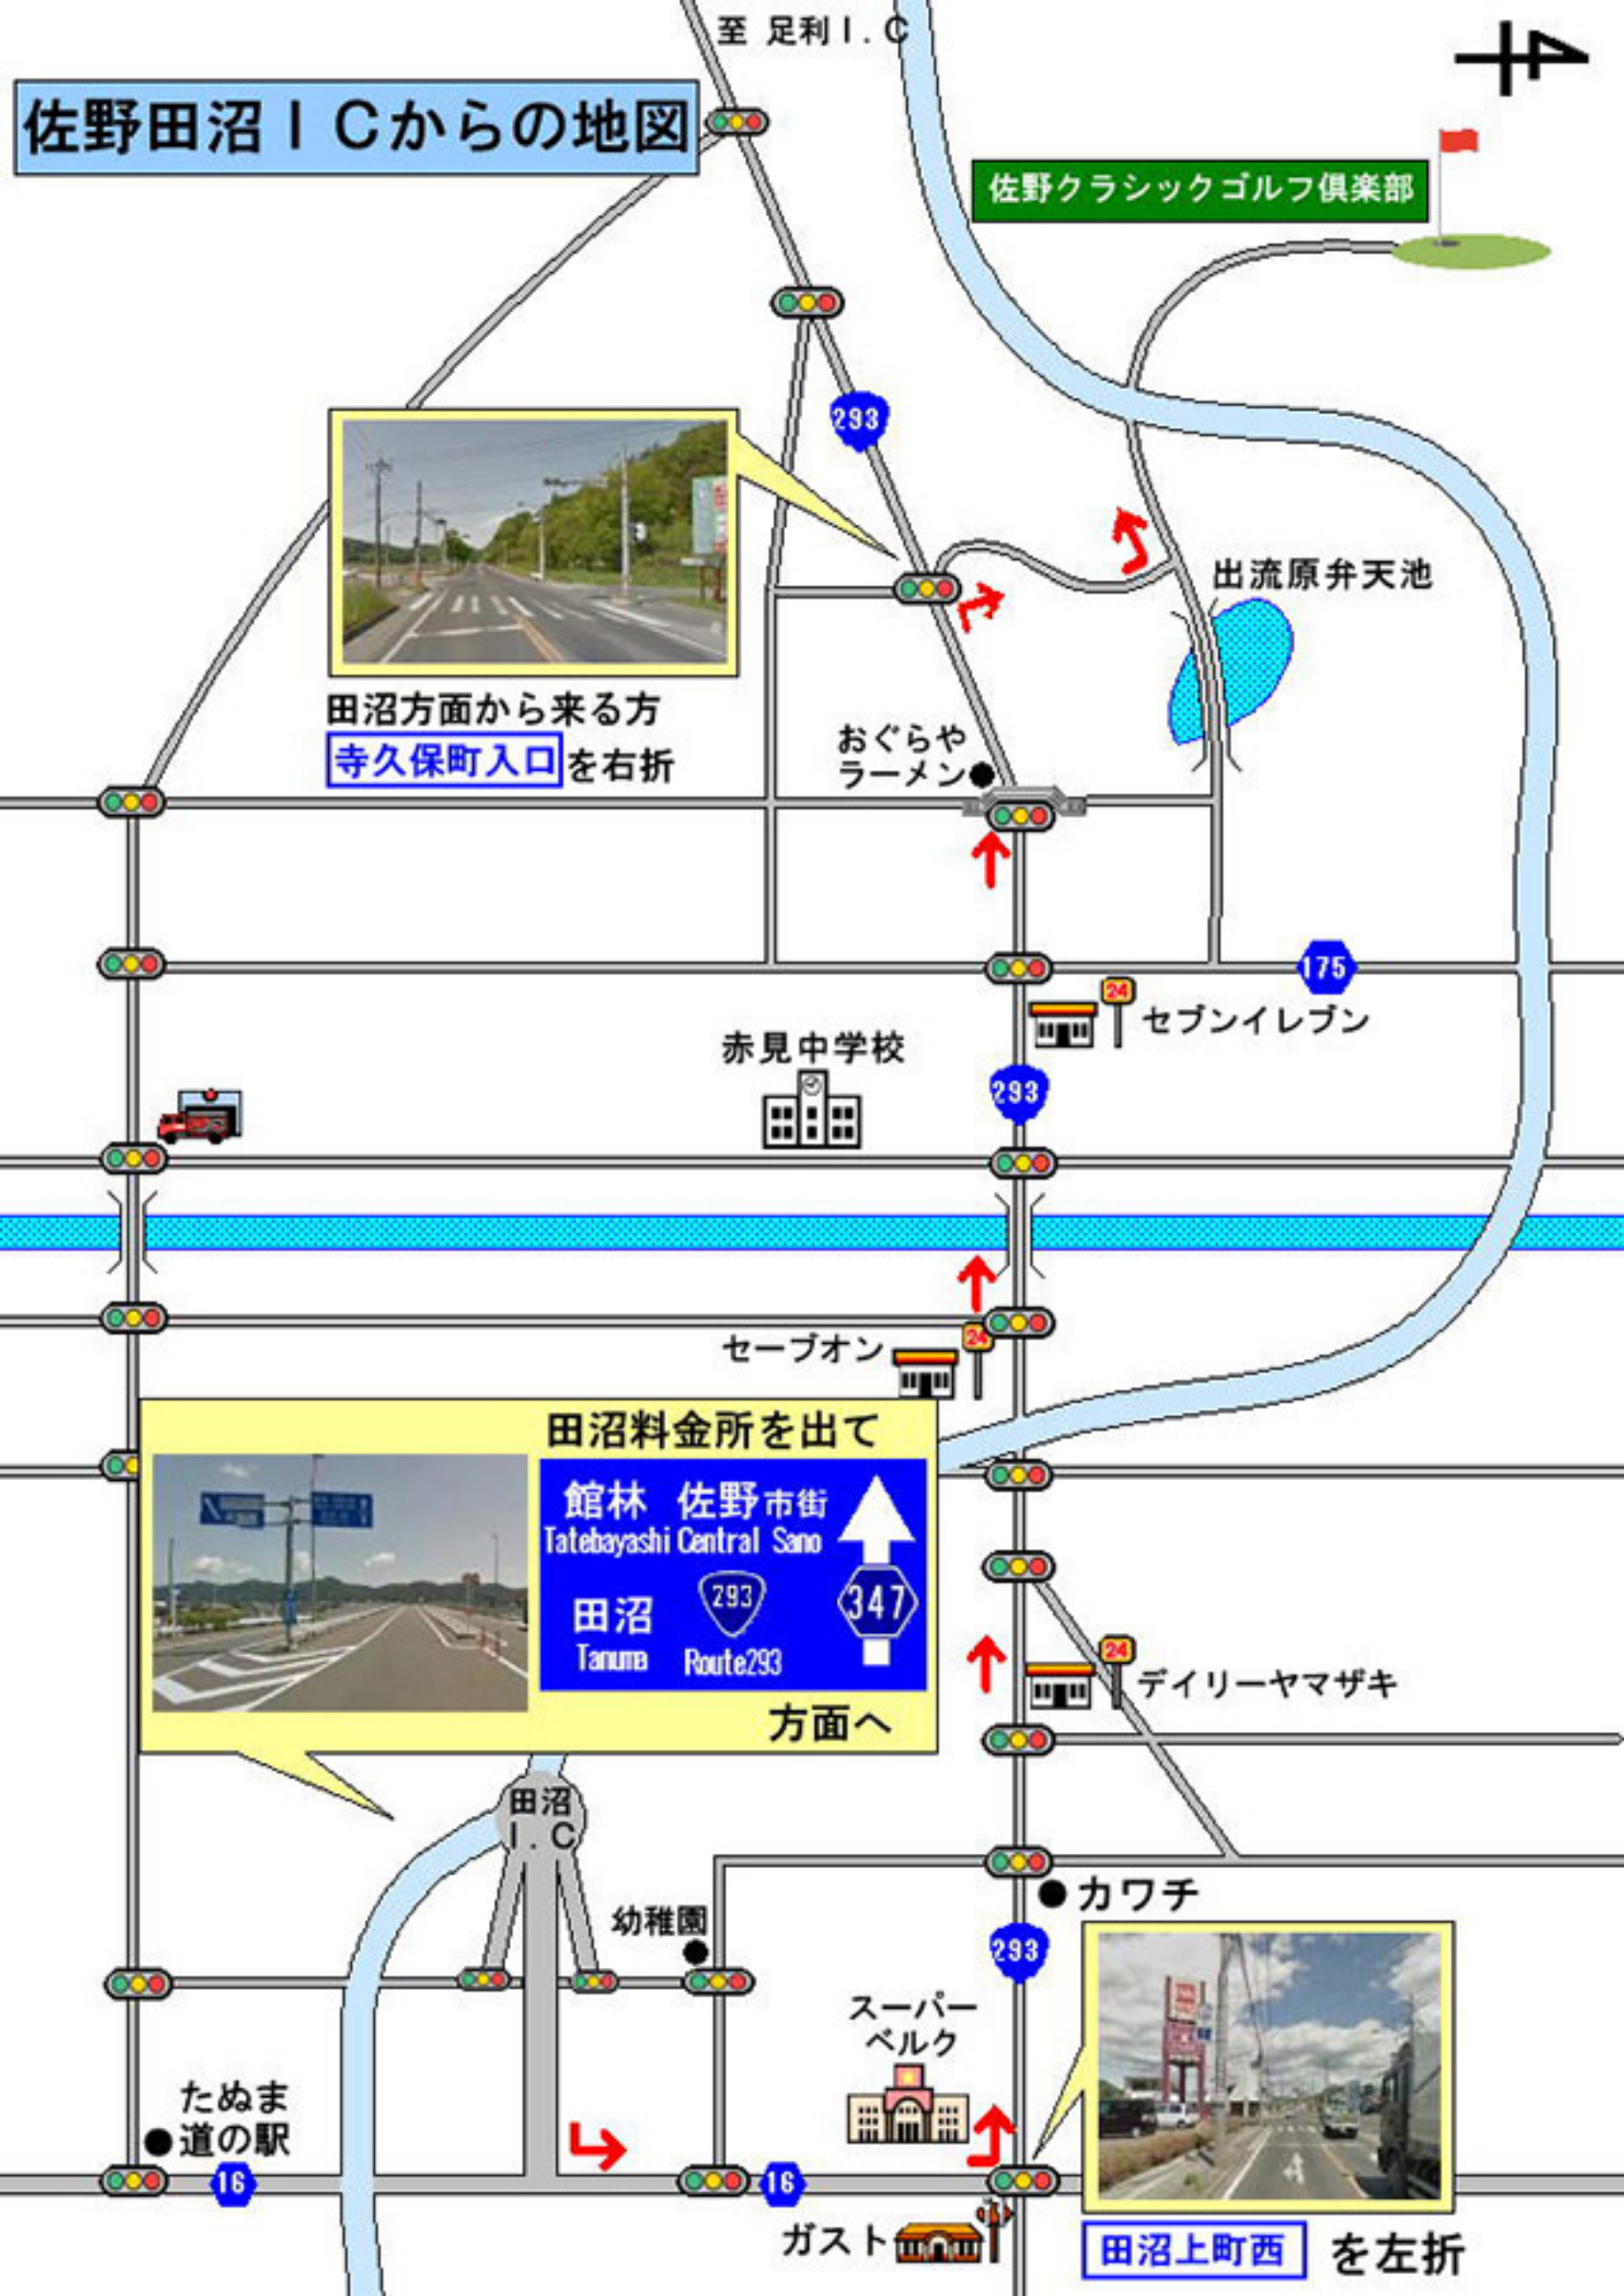 至 足利I.C
4
佐野田沼ICからの地図
佐野クラシックゴルフ倶楽部
293
出流原弁天池
田沼方面から来る方
寺久保町入口を右折
おぐらや
ラーメン
175
24
セブンイレブン
赤見中学校
293
24
セーブオン
田沼料金所を出て
館林 佐野市街
Tatebayashi Central Sano
347
田沼 293
Tanuma Route293
方面へ
24
デイリーヤマザキ
田沼
I.C
カワチ
幼稚園
293
スーパー
ベルク
たぬま
道の駅
16
16
ガスト
田沼上町西 を左折